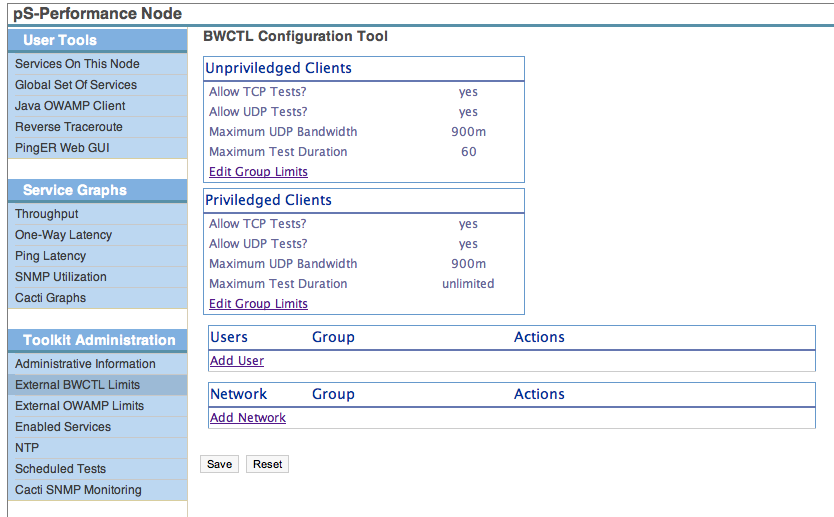 pS-Performance Node
User Tools
Services On This Node
Global Set Of Services
Java OWAMP Client
Reverse Traceroute
PingER Web GUI
Service Graphs
Throughput
One-Way Latency
Ping Latency
SNMP Utilization
Cacti Graphs
Toolkit Administration
Administrative Information
External BWCTL Limits
External OWAMP Limits
Enabled Services
NTP
Scheduled Tests
Cacti SNMP Monitoring
BWCTL Configuration Tool
Unpriviledged Clients
Allow TCP Tests? yes
Allow UDP Tests? yes
Maximum UDP Bandwidth 900m
Maximum Test Duration 60
Edit Group Limits
Priviledged Clients
Allow TCP Tests? yes
Allow UDP Tests? yes
Maximum UDP Bandwidth 900m
Maximum Test Duration unlimited
Edit Group Limits
Users Group Actions
Add User
Network Group Actions
Add Network
Save Reset